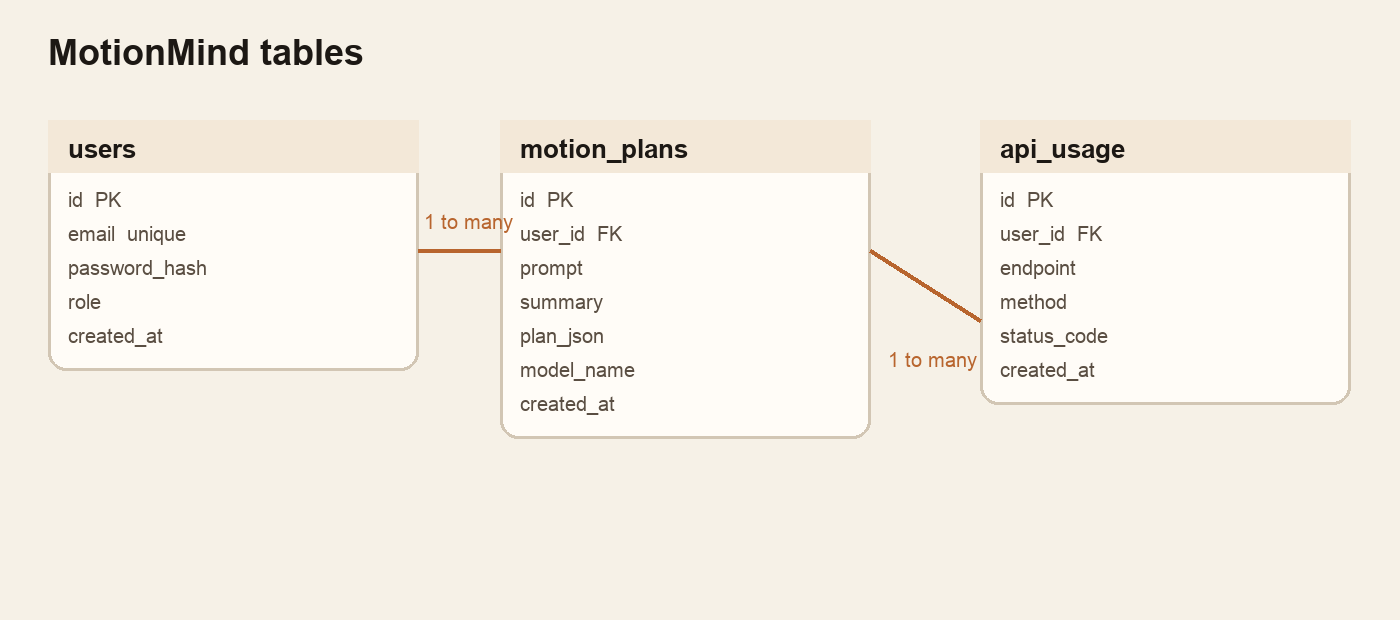 MotionMind tables
users
id PK
email unique
password_hash
role
created_at
1 to many
motion_plans
id PK
user_id FK
prompt
summary
plan_json
model_name
created_at
1 to many
api_usage
id PK
user_id FK
endpoint
method
status_code
created_at